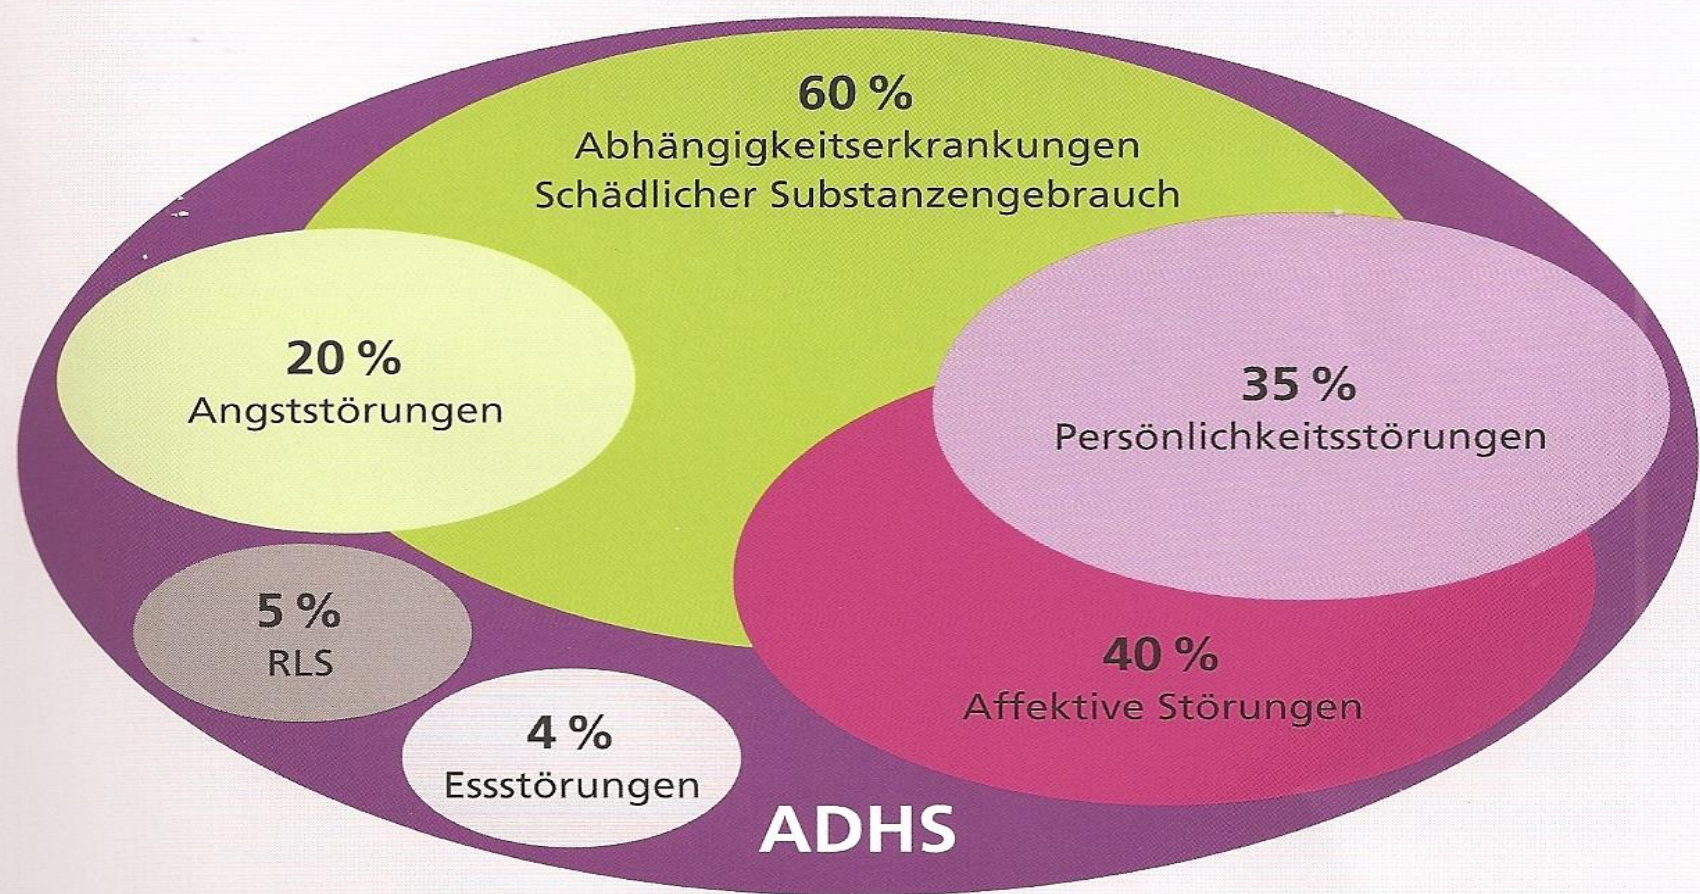 60 %
Abhängigkeitserkrankungen
Schädlicher Substanzengebrauch
20 %
Angststörungen
35 %
Persönlichkeitsstörungen
5 %
RLS
40 %
Affektive Störungen
4 %
Essstörungen
ADHS